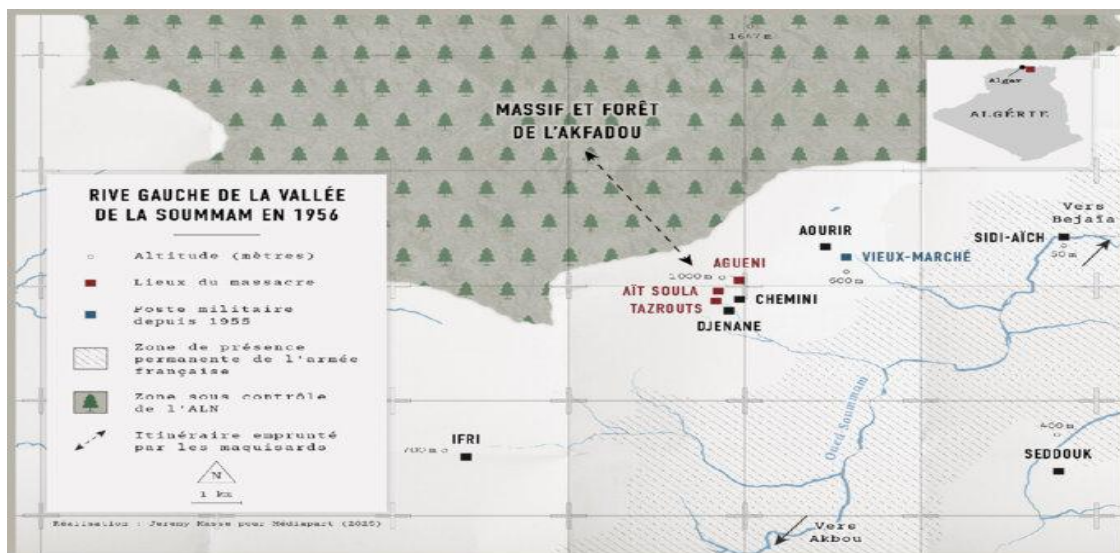 1647 m
MASSIF ET FORÊT
DE L'AKFADOU
Alger
ALGÉRIE
RIVE GAUCHE DE LA VALLÉE
DE LA SOUMMAM EN 1956
Altitude (mètres)
Lieux du massacre
Poste militaire
depuis 1955
Zone de présence
permanente de l'armée
française
Zone sous contrôle
de l'ALN
Itinéraire emprunté
par les maquisards
N
1 km
Réalisation : Jeremy Masse pour Médiapart (2025)
Vers
Bejaïa
AOURIR
SIDI-AÏCH
VIEUX-MARCHÉ
50 m
600 m
AGUENI
1000 m
AÏT SOULA
TAZROUTS
CHEMINI
DJENANE
Oued Soummam
400 m
SEDDOUK
IFRI
700 m
Vers
Akbou